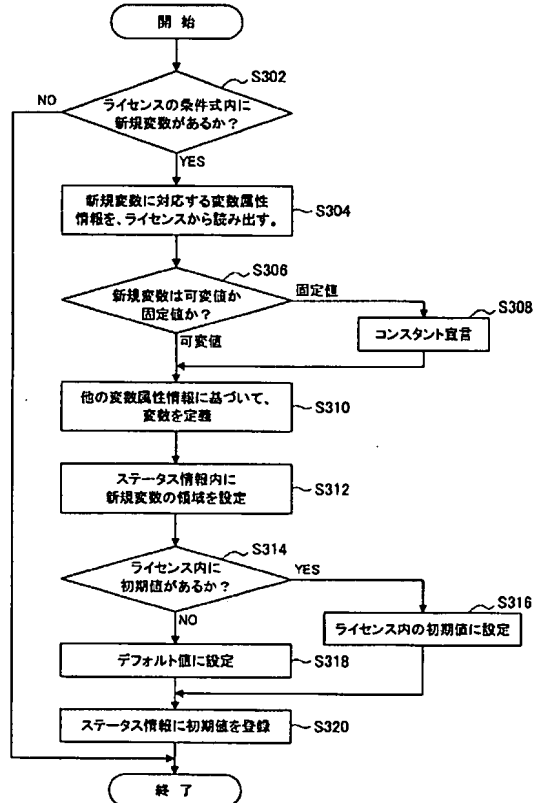 開 始
S302
NO
ライセンスの条件式内に
新規変数があるか?
YES
新規変数に対応する変数属性
情報を、ライセンスから読み出す。
S304
S306
新規変数は可変値か
固定値か?
固定値
S308
コンスタント宣言
可変値
他の変数属性情報に基づいて、
変数を定義
S310
ステータス情報内に
新規変数の領域を設定
S312
S314
ライセンス内に
初期値があるか?
YES
S316
ライセンス内の初期値に設定
NO
デフォルト値に設定
S318
ステータス情報に初期値を登録
S320
終 了